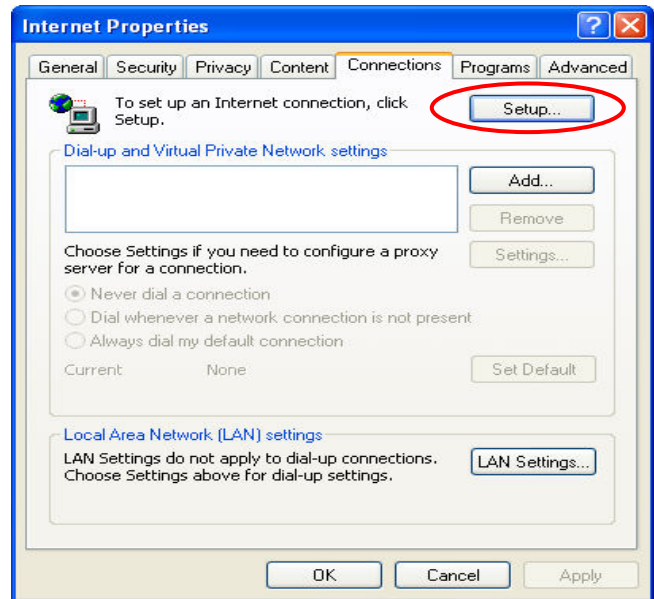 Internet Properties
General Security Privacy Content Connections Programs Advanced
To set up an Internet connection, click
Setup.
Setup...
Dial-up and Virtual Private Network settings
Add...
Remove
Choose Settings if you need to configure a proxy
server for a connection.
Settings...
Never dial a connection
Dial whenever a network connection is not present
Always dial my default connection
Current None
Set Default
Local Area Network (LAN) settings
LAN Settings do not apply to dial-up connections.
Choose Settings above for dial-up settings.
LAN Settings...
OK Cancel Apply